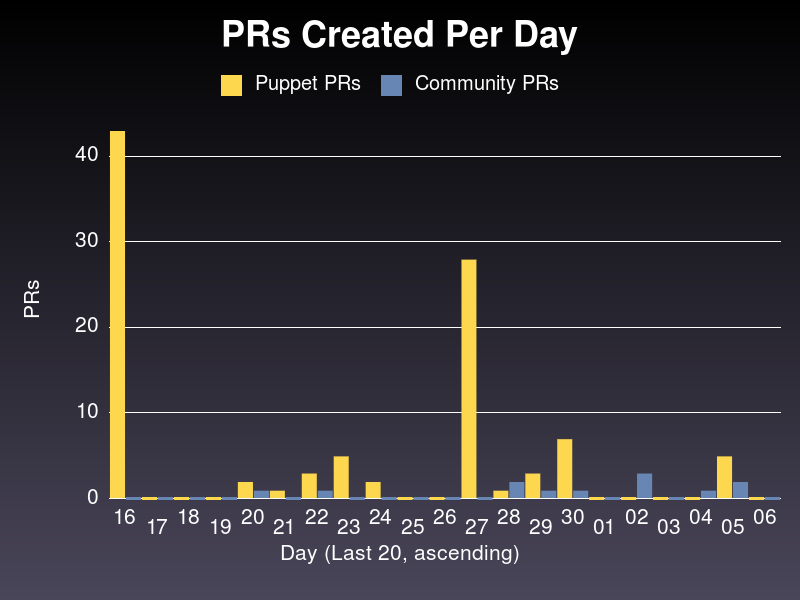 PRs Created Per Day
Puppet PRs Community PRs
40
30
20
10
0
PRs
16 17 18 19 20 21 22 23 24 25 26 27 28 29 30 01 02 03 04 05 06
Day (Last 20, ascending)